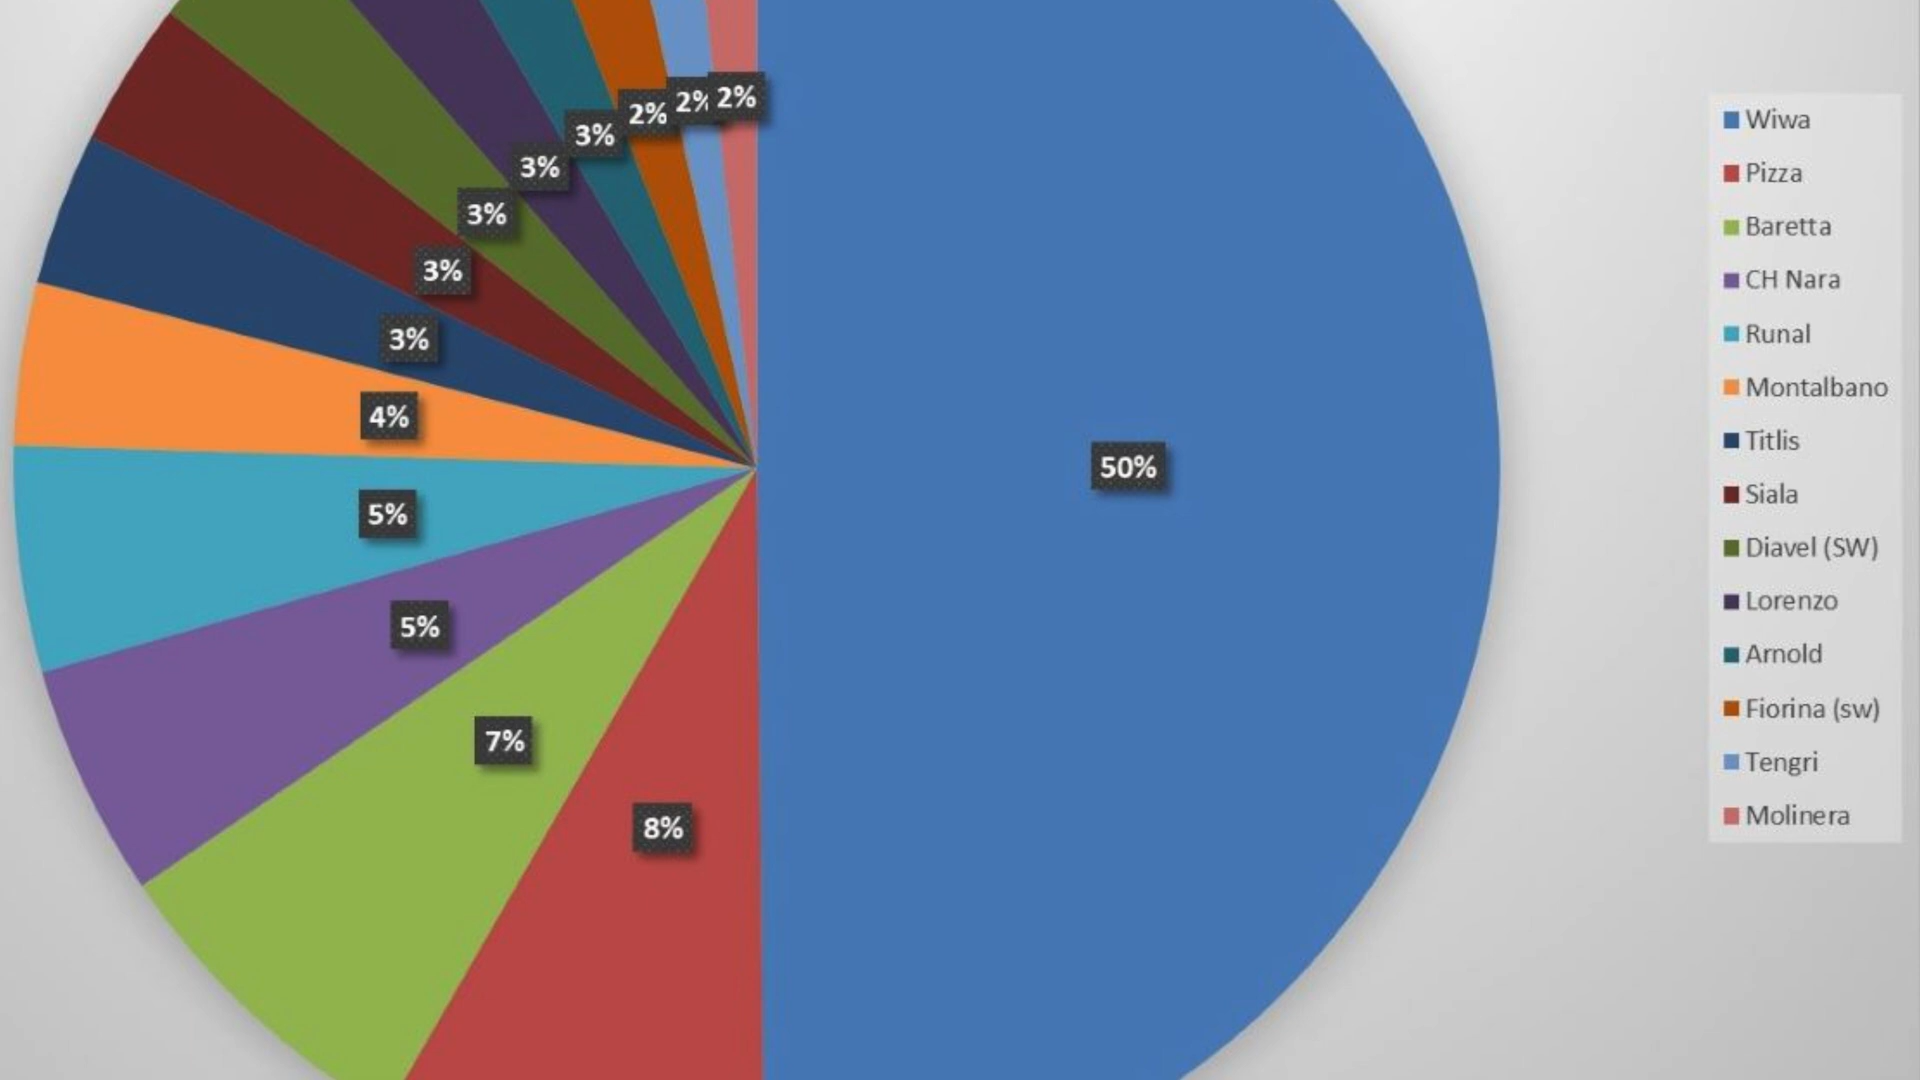 2%
2%
2%
3%
3%
3%
3%
3%
4%
5%
5%
7%
8%
50%
Wiwa
Pizza
Baretta
CH Nara
Runal
Montalbano
Titlis
Siala
Diavel (SW)
Lorenzo
Arnold
Fiorina (sw)
Tengri
Molinera